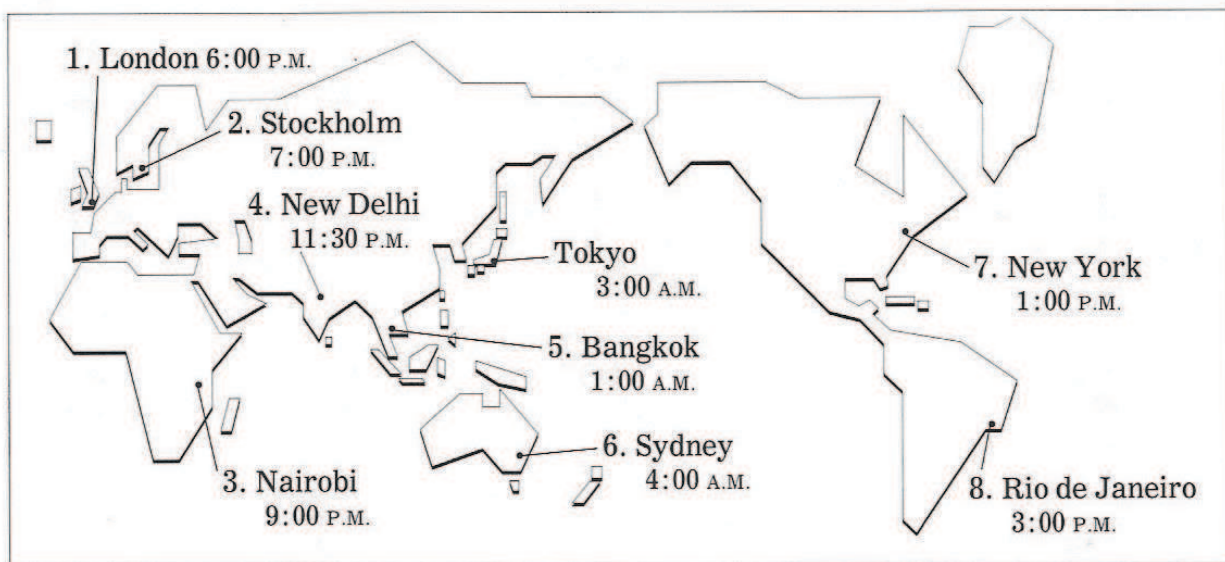 1. London 6:00 P.M.
2. Stockholm
7:00 P.M.
3. Nairobi
9:00 P.M.
4. New Delhi
11:30 P.M.
Tokyo
3:00 A.M.
5. Bangkok
1:00 A.M.
6. Sydney
4:00 A.M.
7. New York
1:00 P.M.
8. Rio de Janeiro
3:00 P.M.